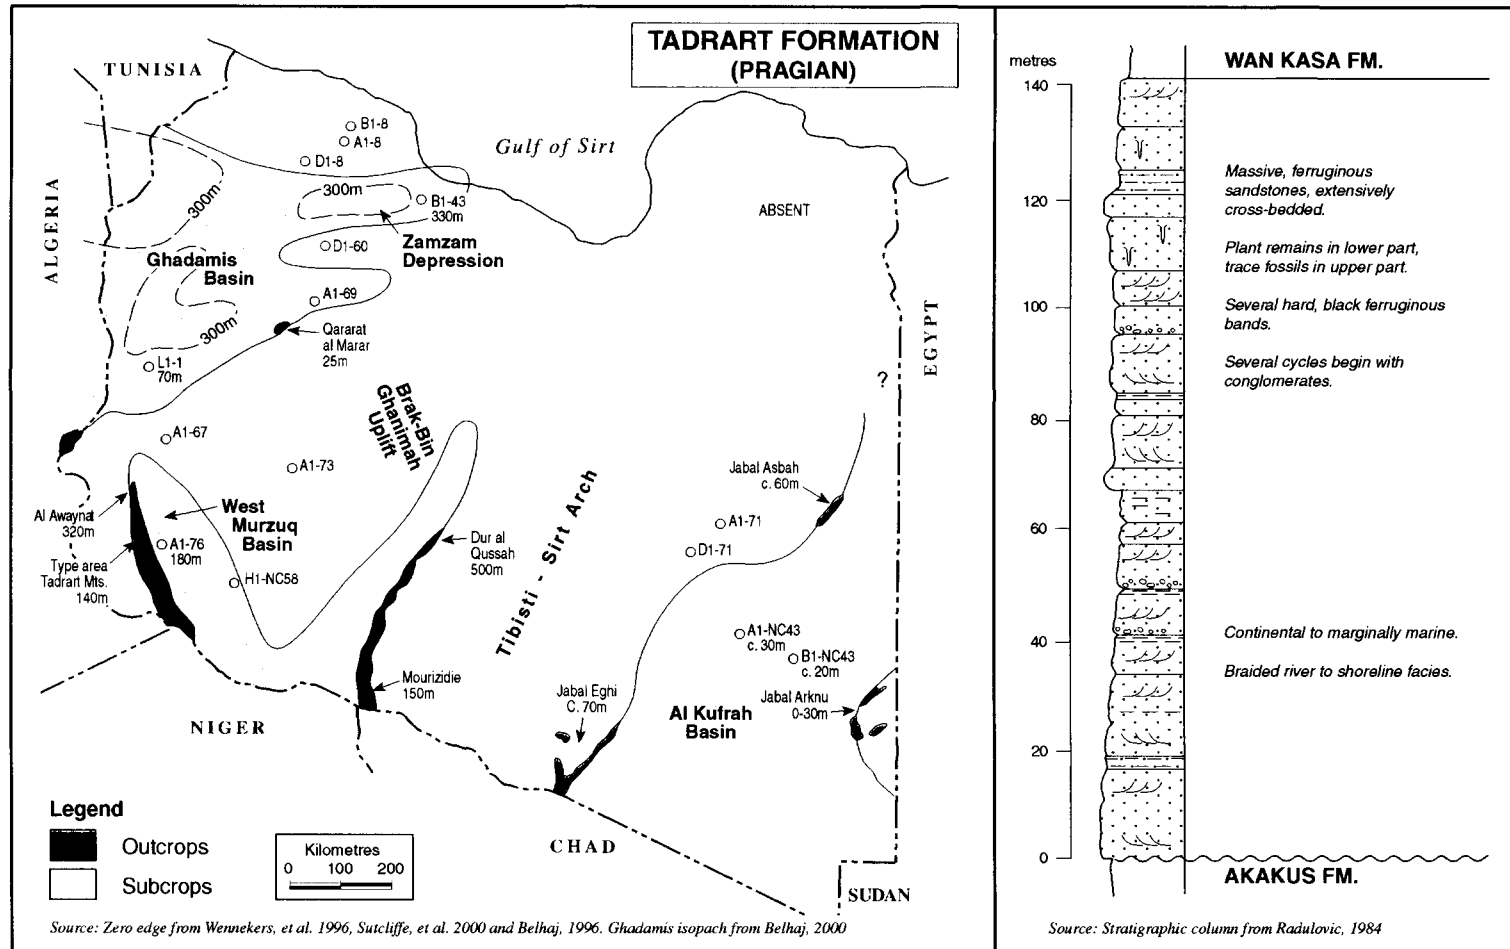 TADRART FORMATION
(PRAGIAN)
TUNISIA
ALGERIA
Gulf of Sirt
ABSENT
EGYPT
?
B1-8
A1-8
D1-8
300m
300m
B1-43
330m
D1-60
Zamzam
Depression
Ghadamis
Basin
300m
A1-69
Qararat
al Marar
25m
L1-1
70m
Brak-Bin
Ghanimah
Uplift
A1-67
A1-73
Al Awaynat
320m
West
Murzuq
Basin
A1-76
180m
Type area
Tadrart Mts.
140m
H1-NC58
Dur al
Qussah
500m
Tibisti - Sirt Arch
Jabal Asbah
c. 60m
A1-71
D1-71
A1-NC43
c. 30m
B1-NC43
c. 20m
Mourizidie
150m
Jabal Eghi
C. 70m
Al Kufrah
Basin
Jabal Arknu
0-30m
NIGER
CHAD
SUDAN
Legend
Outcrops
Subcrops
Kilometres
0 100 200
Source: Zero edge from Wennekers, et al. 1996, Sutcliffe, et al. 2000 and Belhaj, 1996. Ghadamis isopach from Belhaj, 2000
metres
140
120
100
80
60
40
20
0
WAN KASA FM.
Massive, ferruginous
sandstones, extensively
cross-bedded.
Plant remains in lower part,
trace fossils in upper part.
Several hard, black ferruginous
bands.
Several cycles begin with
conglomerates.
Continental to marginally marine.
Braided river to shoreline facies.
AKAKUS FM.
Source: Stratigraphic column from Radulovic, 1984